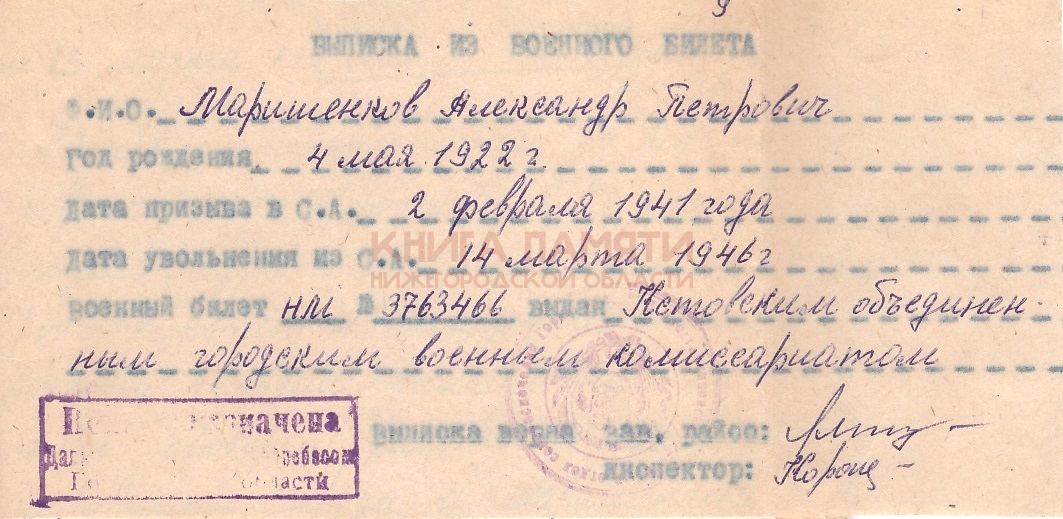 9
ВЫПИСКА ИЗ ВОЕННОГО БИЛЕТА
Ф.И.О. Маришенков Александр Петрович
год рождения 4 мая 1922 г.
дата призыва в С.А. 2 февраля 1941 года
дата увольнения из С.А. 14 марта 1946 г
КНИГА ПАМЯТИ
НИЖЕГОРОДСКОЙ ОБЛАСТИ
военный билет НЛ № 3763466 выдан Кстовским объединен-
ным городским военным комиссариатом
выписка верна зав. райсо:
инспектор: